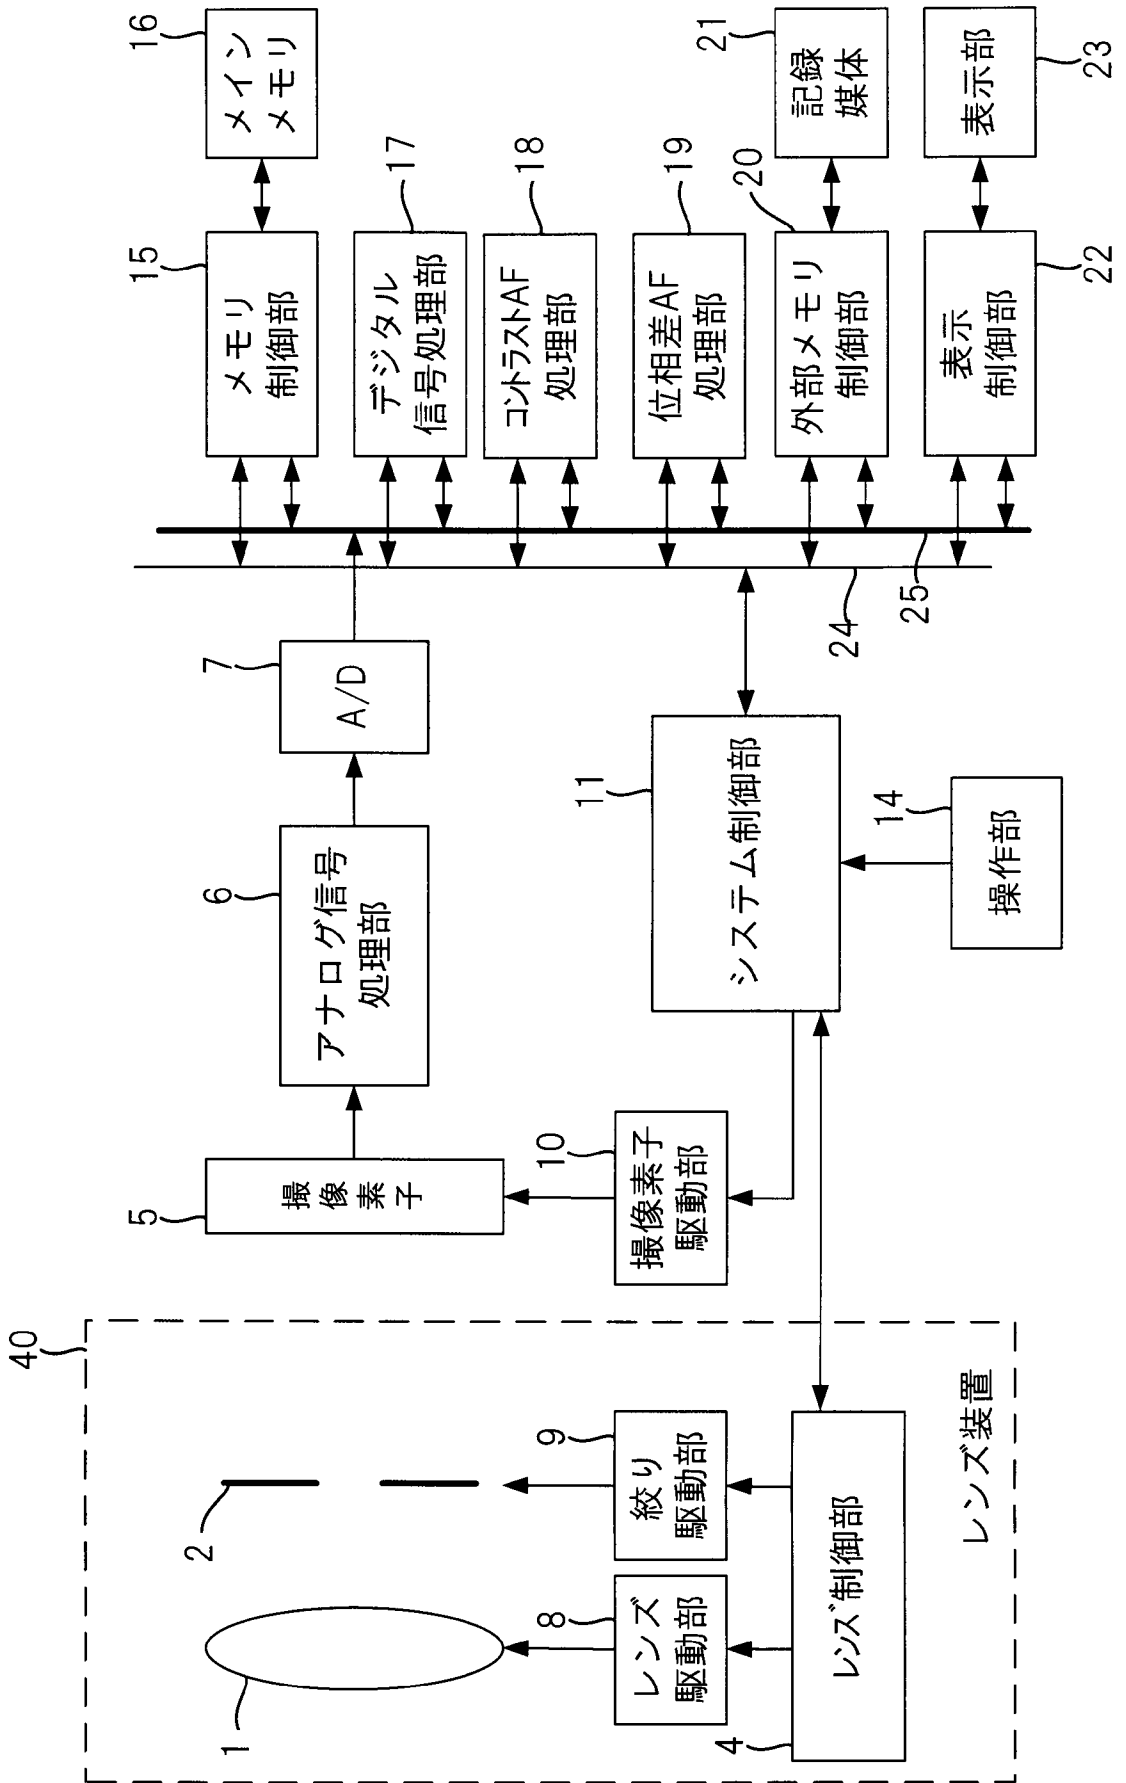 40
1
2
レンズ
駆動部
8
絞り
駆動部
9
レンズ制御部
4
レンズ装置
5
撮
像
素
子
アナログ信号
処理部
6
A/D
7
撮像素子
駆動部
10
システム制御部
11
操作部
14
24
25
メモリ
制御部
15
メイン
メモリ
16
デジタル
信号処理部
17
コントラストAF
処理部
18
位相差AF
処理部
19
外部メモリ
制御部
20
記録
媒体
21
表示
制御部
22
表示部
23